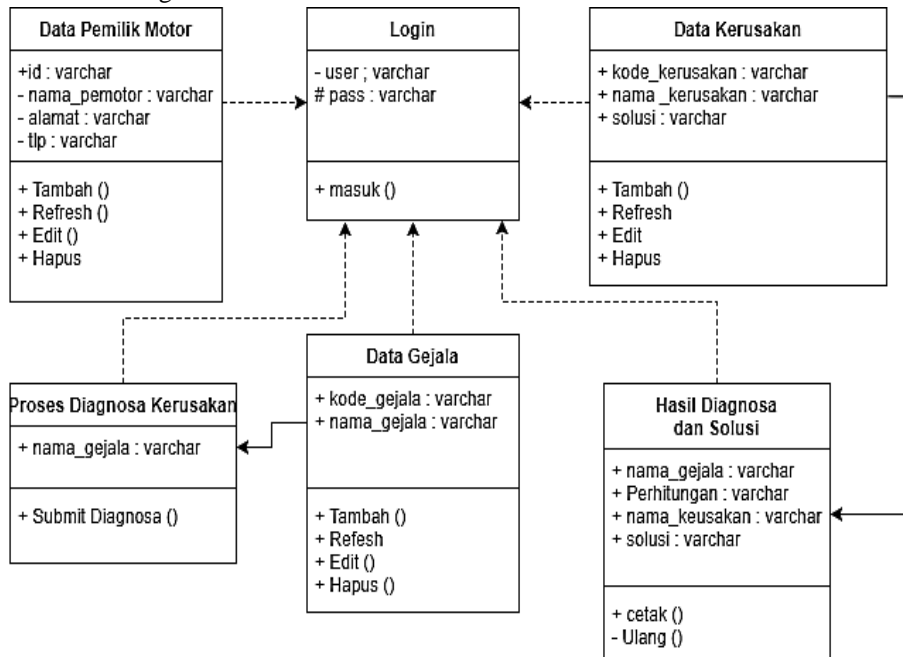 Data Pemilik Motor
+id : varchar
- nama_pemotor : varchar
- alamat : varchar
- tlp : varchar
+ Tambah ()
+ Refresh ()
+ Edit ()
+ Hapus
Login
- user ; varchar
# pass : varchar
+ masuk ()
Data Kerusakan
+ kode_kerusakan : varchar
+ nama _kerusakan : varchar
+ solusi : varchar
+ Tambah ()
+ Refresh
+ Edit
+ Hapus
Proses Diagnosa Kerusakan
+ nama_gejala : varchar
+ Submit Diagnosa ()
Data Gejala
+ kode_gejala : varchar
+ nama_gejala : varchar
+ Tambah ()
+ Refesh
+ Edit ()
+ Hapus ()
Hasil Diagnosa
dan Solusi
+ nama_gejala : varchar
+ Perhitungan : varchar
+ nama_keusakan : varchar
+ solusi : varchar
+ cetak ()
- Ulang ()